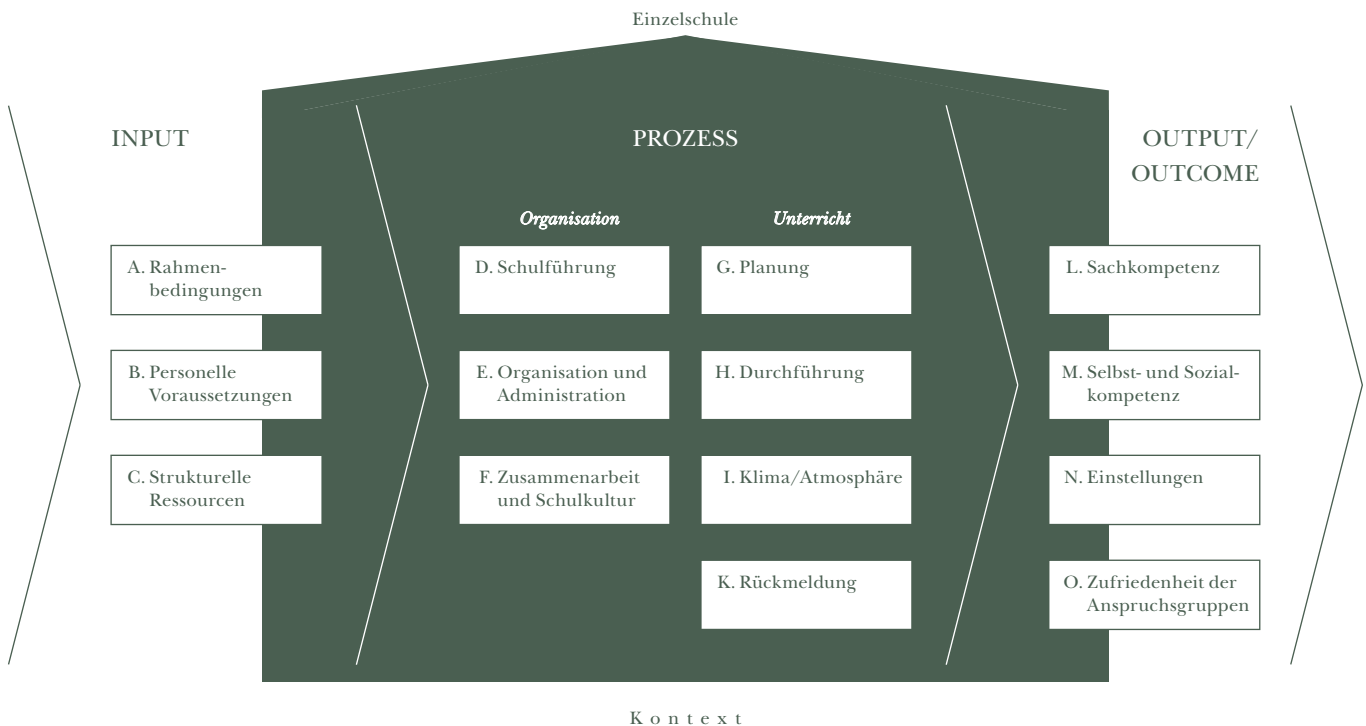 Einzelschule
INPUT
PROZESS
OUTPUT/
OUTCOME
Organisation
Unterricht
A. Rahmen-
bedingungen
B. Personelle
Voraussetzungen
C. Strukturelle
Ressourcen
D. Schulführung
E. Organisation und
Administration
F. Zusammenarbeit
und Schulkultur
G. Planung
H. Durchführung
I. Klima/Atmosphäre
K. Rückmeldung
L. Sachkompetenz
M. Selbst- und Sozial-
kompetenz
N. Einstellungen
O. Zufriedenheit der
Anspruchsgruppen
Kontext